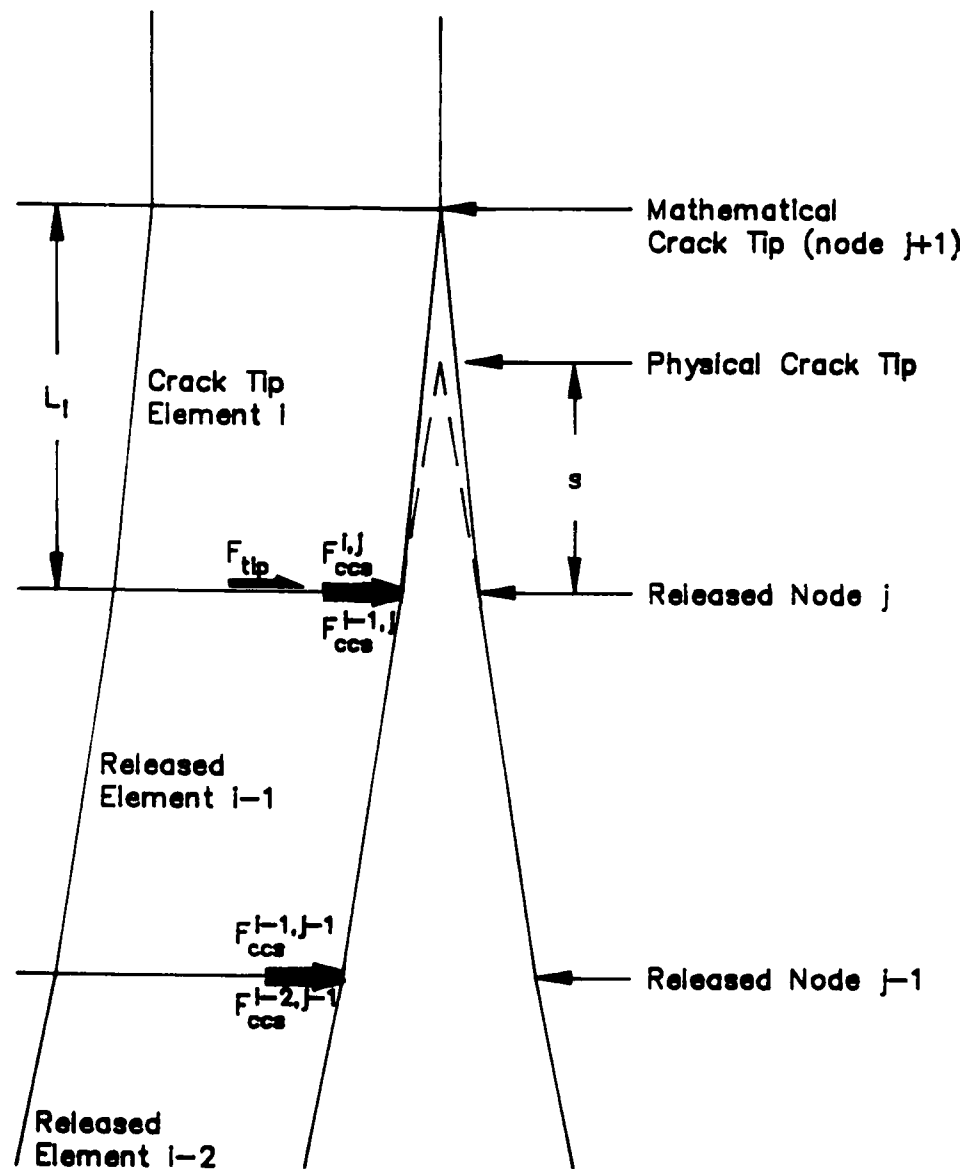 Mathematical
Crack Tip (node j+1)
Physical Crack Tip
L_i
Crack Tip
Element i
s
F_tip
F_ccs^i,j
F_ccs^i-1,j
Released Node j
Released
Element i-1
F_ccs^i-1,j-1
F_ccs^i-2,j-1
Released Node j-1
Released
Element i-2